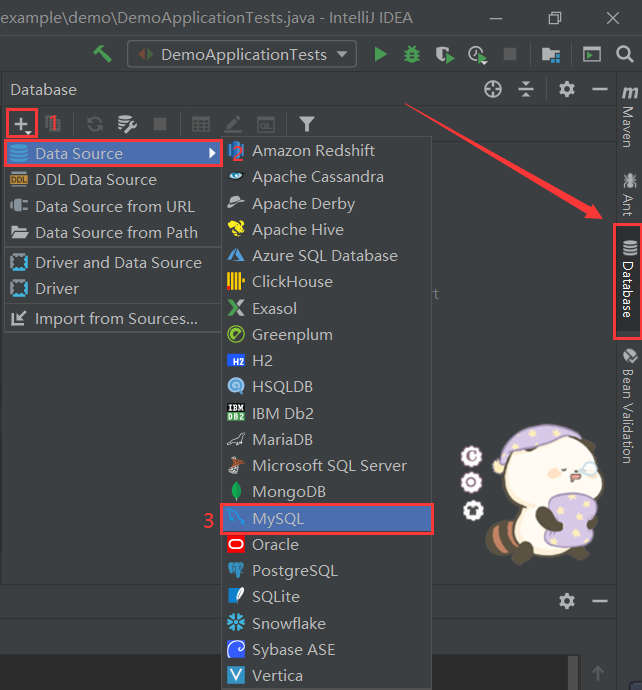 example\demo\DemoApplicationTests.java - IntelliJ IDEA
DemoApplicationTests
Database
1
Data Source
DDL Data Source
Data Source from URL
Data Source from Path
Driver and Data Source
Driver
Import from Sources...
Amazon Redshift
Apache Cassandra
Apache Derby
Apache Hive
Azure SQL Database
ClickHouse
Exasol
Greenplum
H2
HSQLDB
IBM Db2
MariaDB
Microsoft SQL Server
MongoDB
3 MySQL
Oracle
PostgreSQL
SQLite
Snowflake
Sybase ASE
Vertica
Maven
Ant
Database
Bean Validation